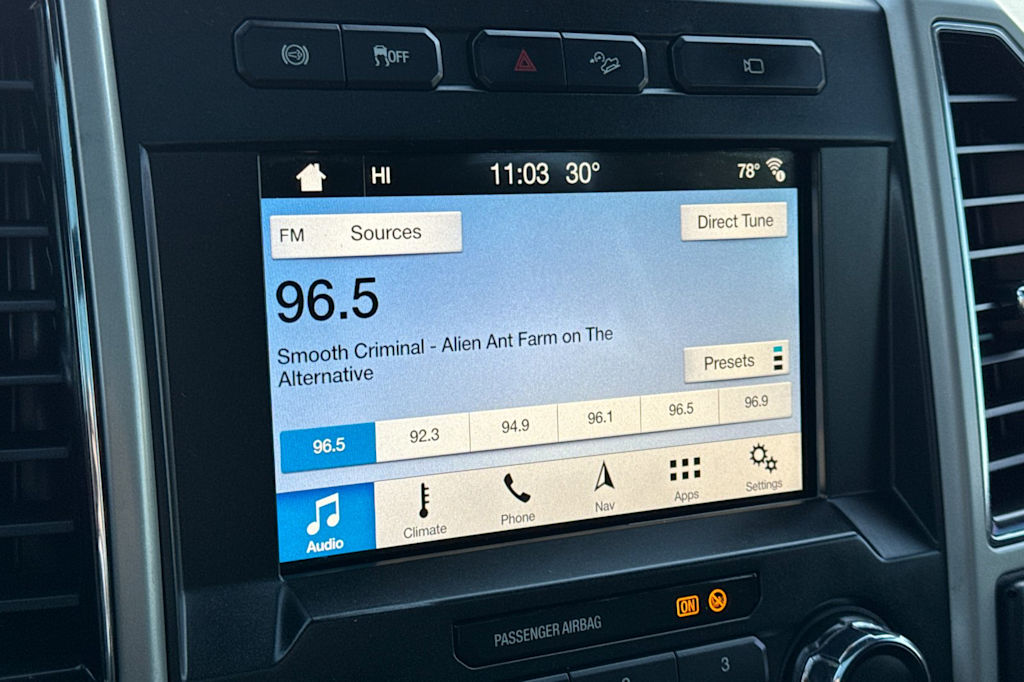 OFF
HI 11:03 30° 78°
FM Sources Direct Tune
96.5
Smooth Criminal - Alien Ant Farm on The
Alternative
Presets
96.5 92.3 94.9 96.1 96.5 96.9
Audio Climate Phone Nav Apps Settings
PASSENGER AIRBAG ON
3